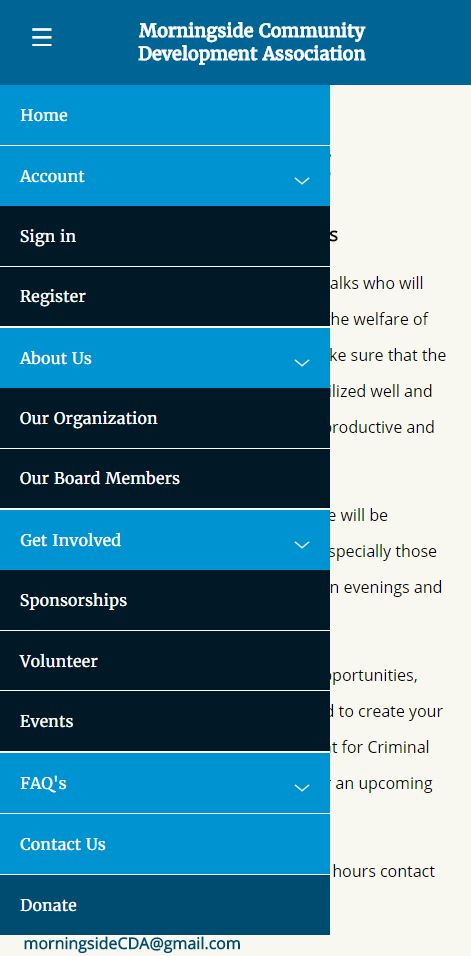 Morningside Community
Development Association
Home
Account
Sign in
Register
s
About Us
alks who will
he welfare of
ke sure that the
ilized well and
productive and
Our Organization
Our Board Members
Get Involved
e will be
specially those
n evenings and
Sponsorships
Volunteer
Events
pportunities,
d to create your
t for Criminal
an upcoming
FAQ's
Contact Us
hours contact
Donate
morningsideCDA@gmail.com